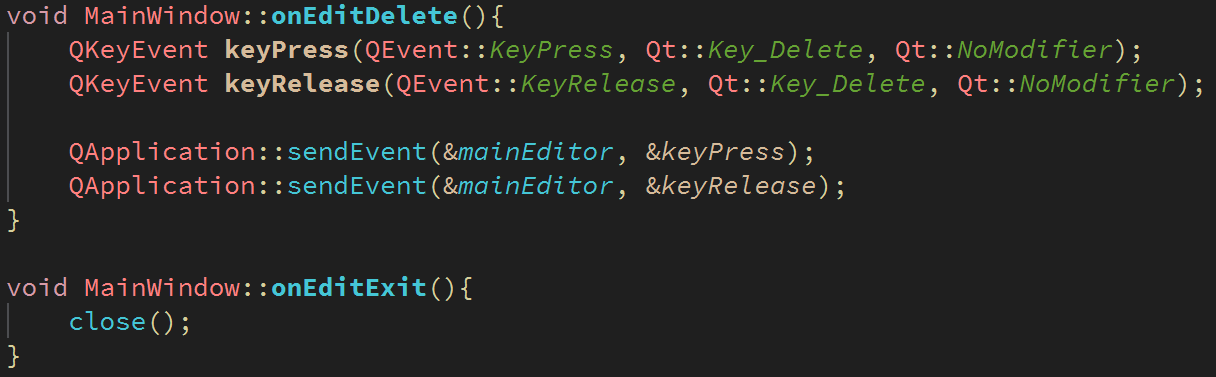 void MainWindow::onEditDelete(){
QKeyEvent keyPress(QEvent::KeyPress, Qt::Key_Delete, Qt::NoModifier);
QKeyEvent keyRelease(QEvent::KeyRelease, Qt::Key_Delete, Qt::NoModifier);
QApplication::sendEvent(&mainEditor, &keyPress);
QApplication::sendEvent(&mainEditor, &keyRelease);
}
void MainWindow::onEditExit(){
close();
}